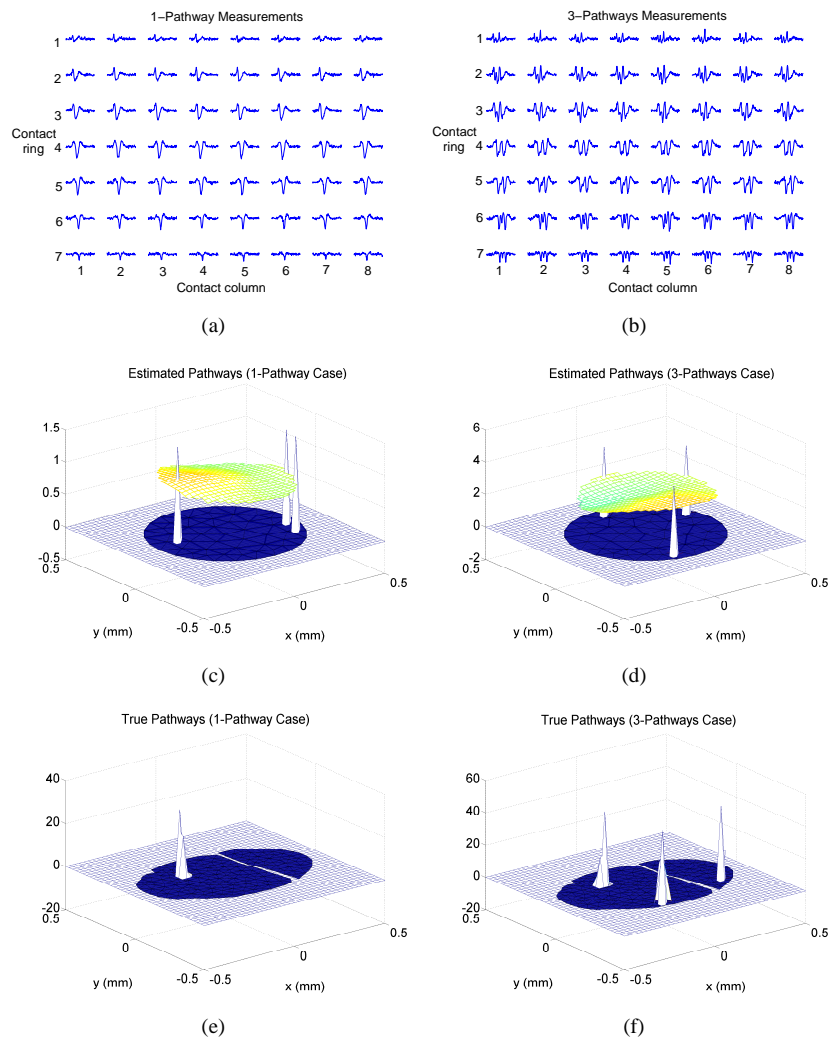 1–Pathway Measurements
1
2
3
Contact
ring
4
5
6
7
1 2 3 4 5 6 7 8
Contact column
(a)
3–Pathways Measurements
1
2
3
Contact
ring
4
5
6
7
1 2 3 4 5 6 7 8
Contact column
(b)
Estimated Pathways (1-Pathway Case)
1.5
1
0.5
0
-0.5
0.5
0
-0.5
-0.5
0
0.5
y (mm)
x (mm)
(c)
Estimated Pathways (3-Pathways Case)
6
4
2
0
-2
0.5
0
-0.5
-0.5
0
0.5
y (mm)
x (mm)
(d)
True Pathways (1-Pathway Case)
40
20
0
-20
0.5
0
-0.5
-0.5
0
0.5
y (mm)
x (mm)
(e)
True Pathways (3-Pathways Case)
60
40
20
0
-20
0.5
0
-0.5
-0.5
0
0.5
y (mm)
x (mm)
(f)